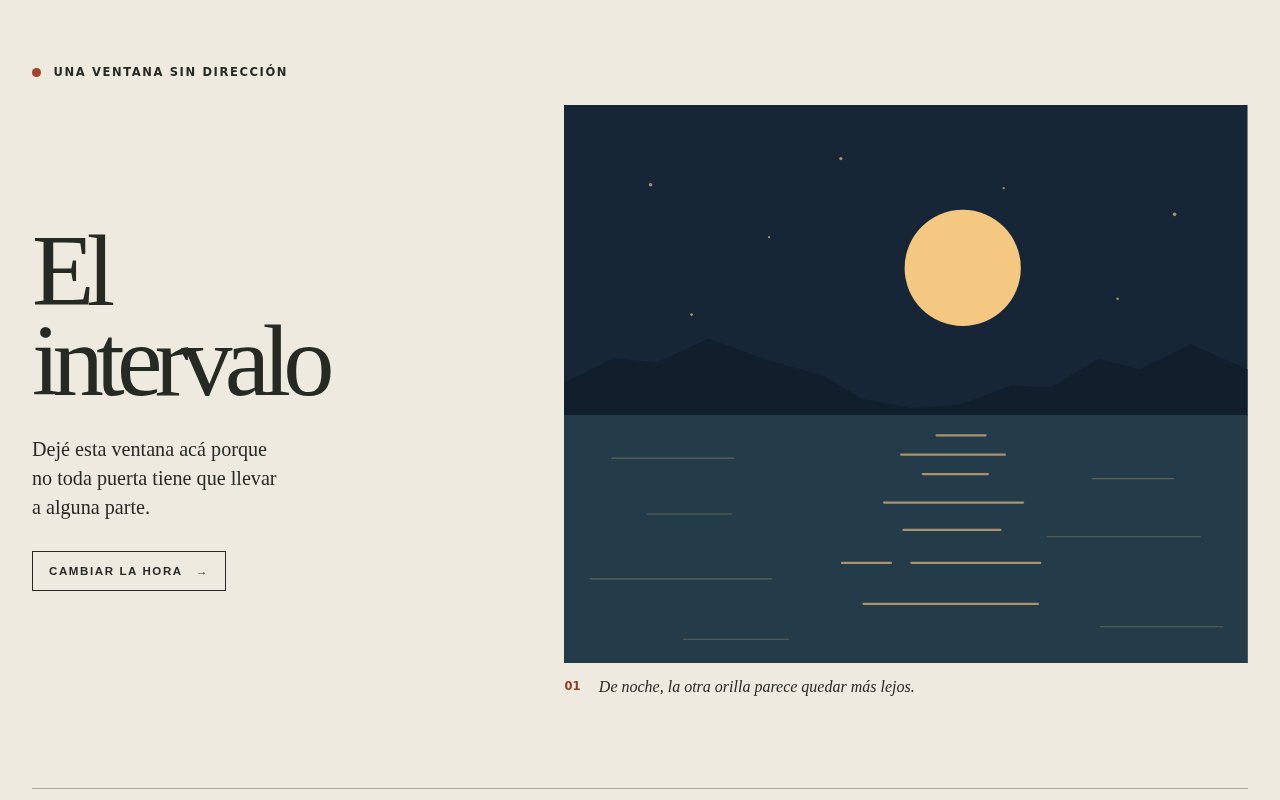 UNA VENTANA SIN DIRECCIÓN
El
intervalo
Dejé esta ventana acá porque
no toda puerta tiene que llevar
a alguna parte.
CAMBIAR LA HORA →
01 De noche, la otra orilla parece quedar más lejos.